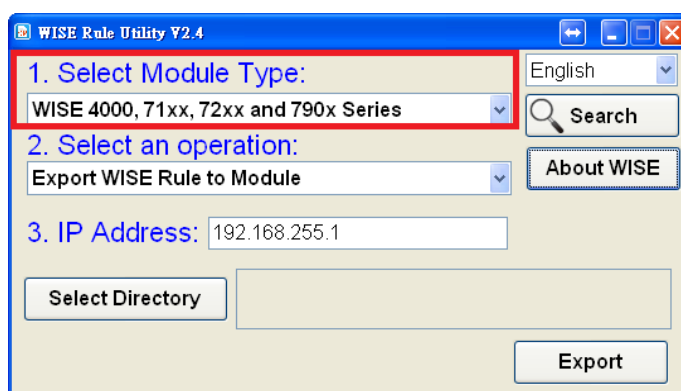 WISE Rule Utility V2.4
1. Select Module Type:
English
WISE 4000, 71xx, 72xx and 790x Series
Search
2. Select an operation:
About WISE
Export WISE Rule to Module
3. IP Address: 192.168.255.1
Select Directory
Export